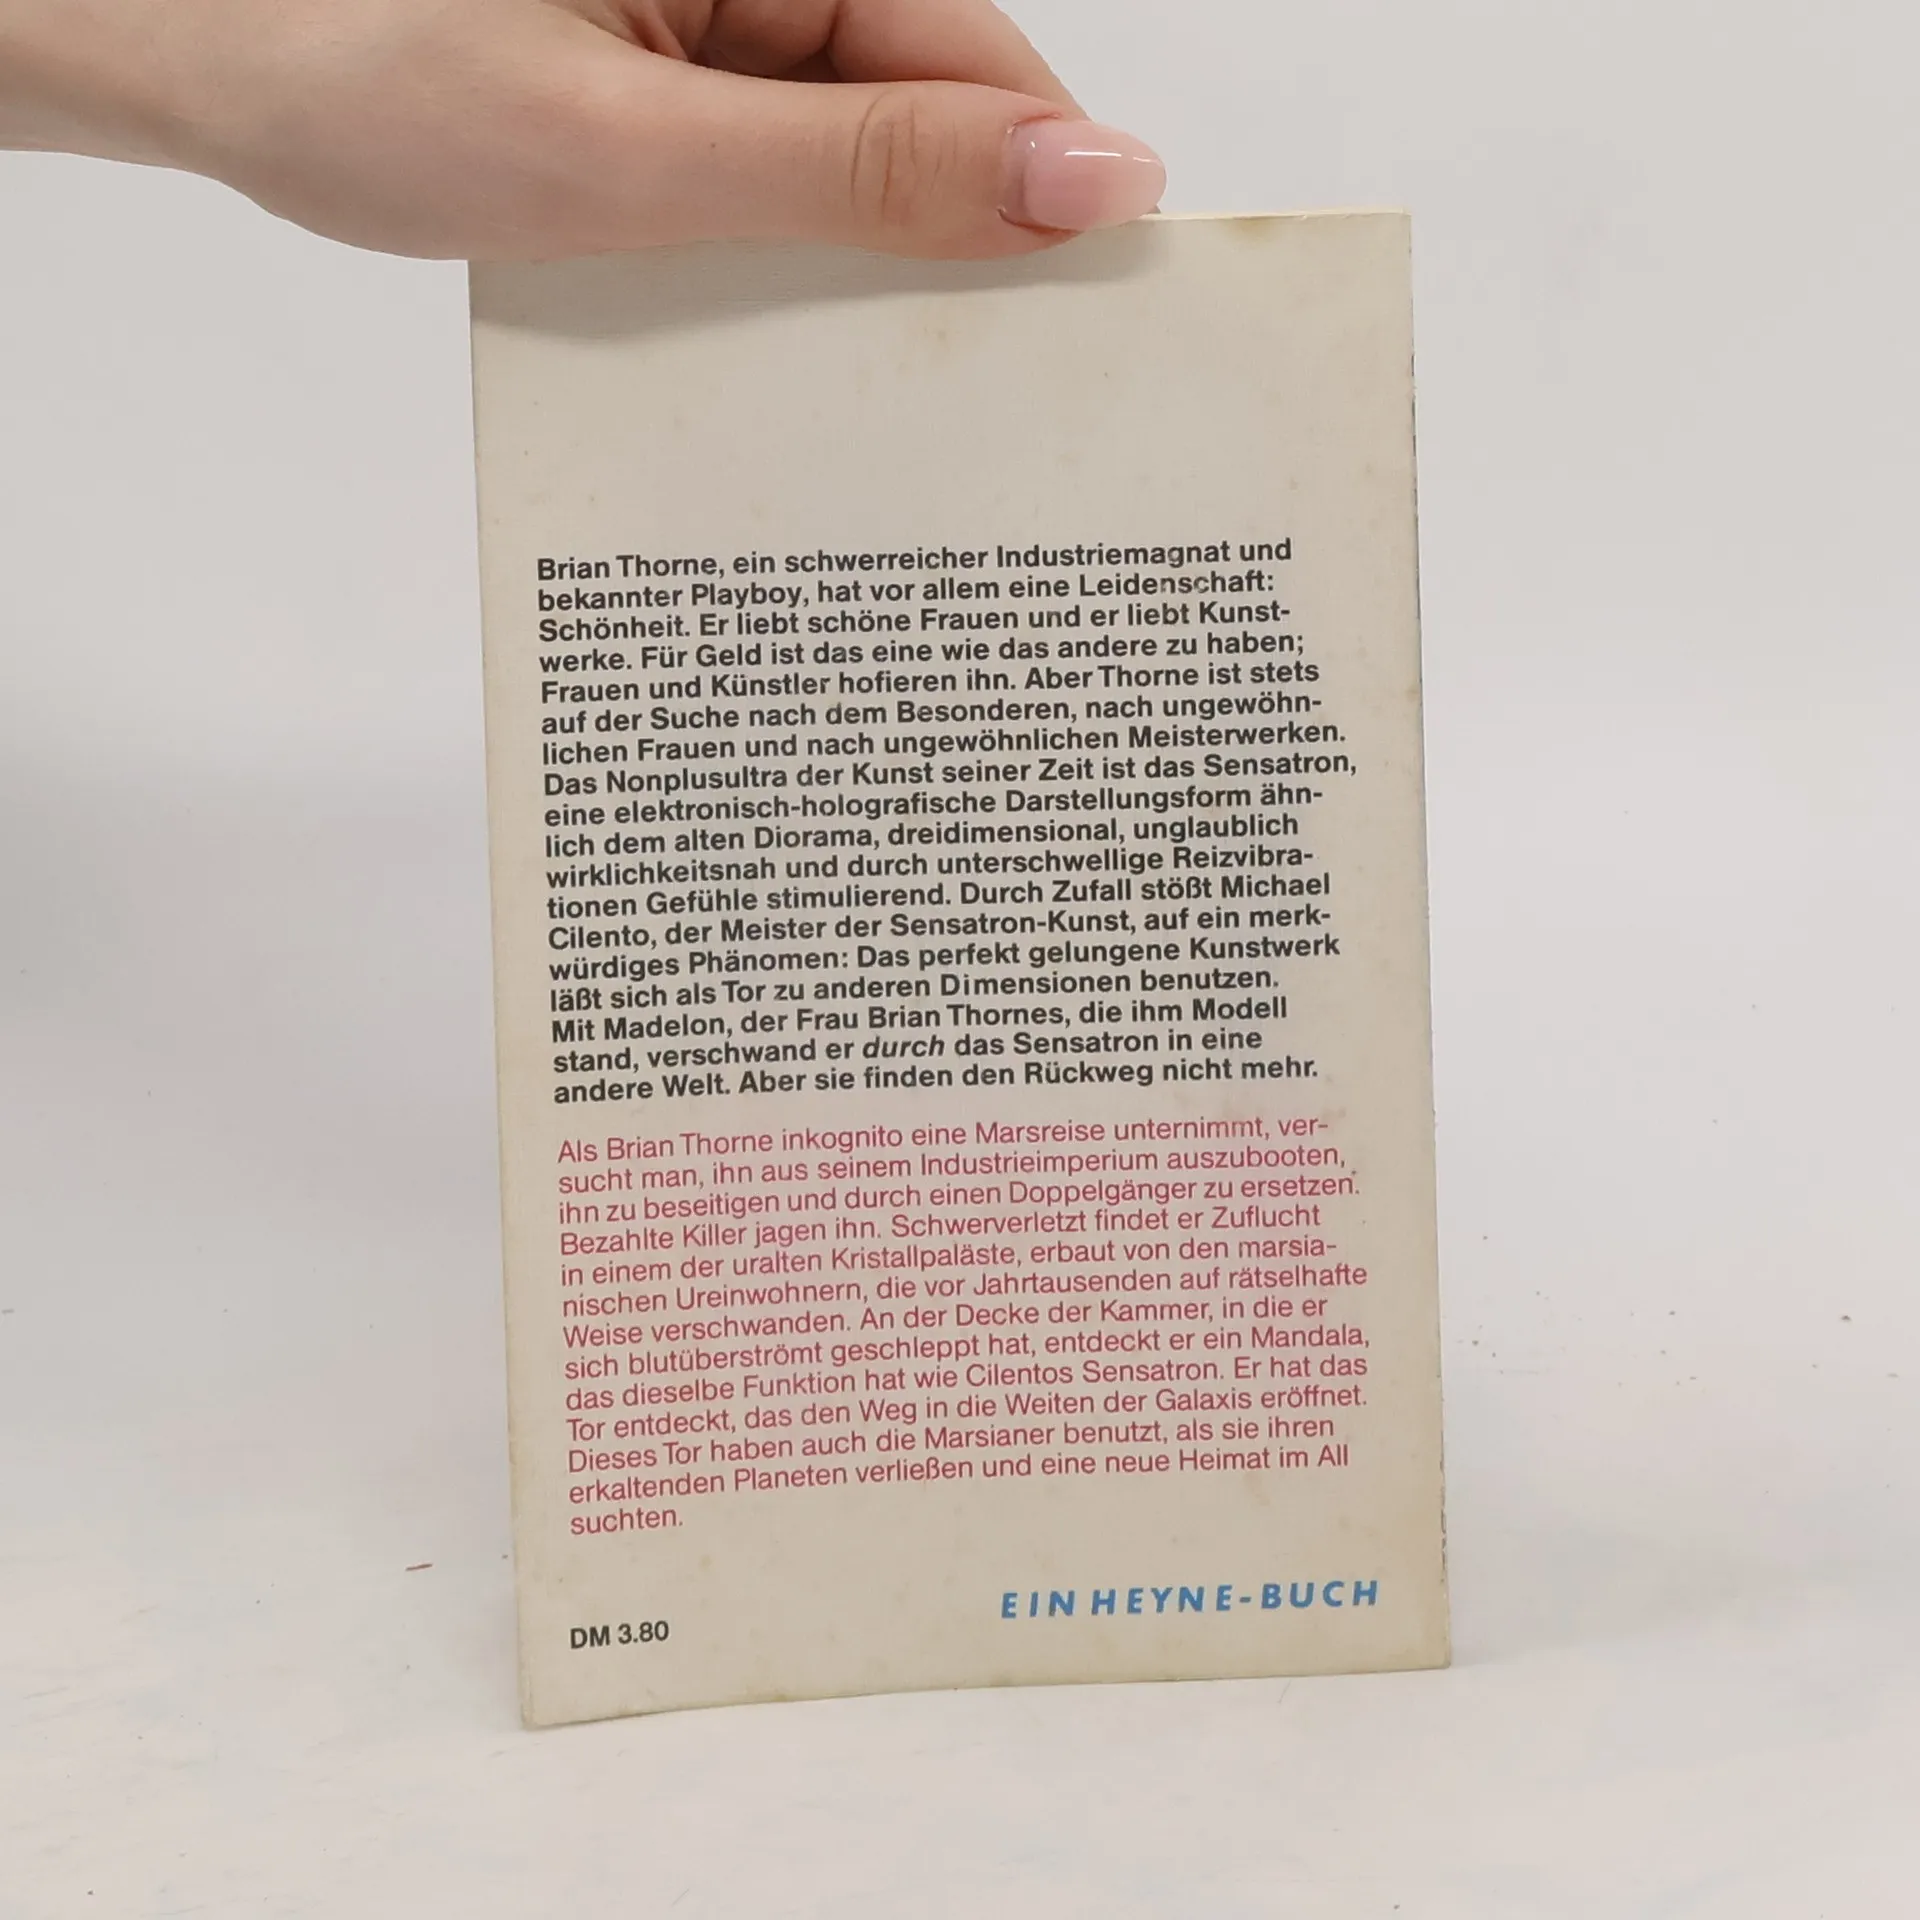 Brian Thorne, ein schwerreicher Industriemagnat und
bekannter Playboy, hat vor allem eine Leidenschaft:
Schönheit. Er liebt schöne Frauen und er liebt Kunst-
werke. Für Geld ist das eine wie das andere zu haben;
Frauen und Künstler hofieren ihn. Aber Thorne ist stets
auf der Suche nach dem Besonderen, nach ungewöhn-
lichen Frauen und nach ungewöhnlichen Meisterwerken.
Das Nonplusultra der Kunst seiner Zeit ist das Sensatron,
eine elektronisch-holografische Darstellungsform ähn-
lich dem alten Diorama, dreidimensional, unglaublich
wirklichkeitsnah und durch unterschwellige Reizvibra-
tionen Gefühle stimulierend. Durch Zufall stößt Michael
Cilento, der Meister der Sensatron-Kunst, auf ein merk-
würdiges Phänomen: Das perfekt gelungene Kunstwerk
läßt sich als Tor zu anderen Dimensionen benutzen.
Mit Madelon, der Frau Brian Thornes, die ihm Modell
stand, verschwand er durch das Sensatron in eine
andere Welt. Aber sie finden den Rückweg nicht mehr.
Als Brian Thorne inkognito eine Marsreise unternimmt, ver-
sucht man, ihn aus seinem Industrieimperium auszubooten,
ihn zu beseitigen und durch einen Doppelgänger zu ersetzen.
Bezahlte Killer jagen ihn. Schwerverletzt findet er Zuflucht
in einem der uralten Kristallpaläste, erbaut von den marsia-
nischen Ureinwohnern, die vor Jahrtausenden auf rätselhafte
Weise verschwanden. An der Decke der Kammer, in die er
sich blutüberströmt geschleppt hat, entdeckt er ein Mandala,
das dieselbe Funktion hat wie Cilentos Sensatron. Er hat das
Tor entdeckt, das den Weg in die Weiten der Galaxis eröffnet.
Dieses Tor haben auch die Marsianer benutzt, als sie ihren
erkaltenden Planeten verließen und eine neue Heimat im All
suchten.
EIN HEYNE-BUCH
DM 3.80